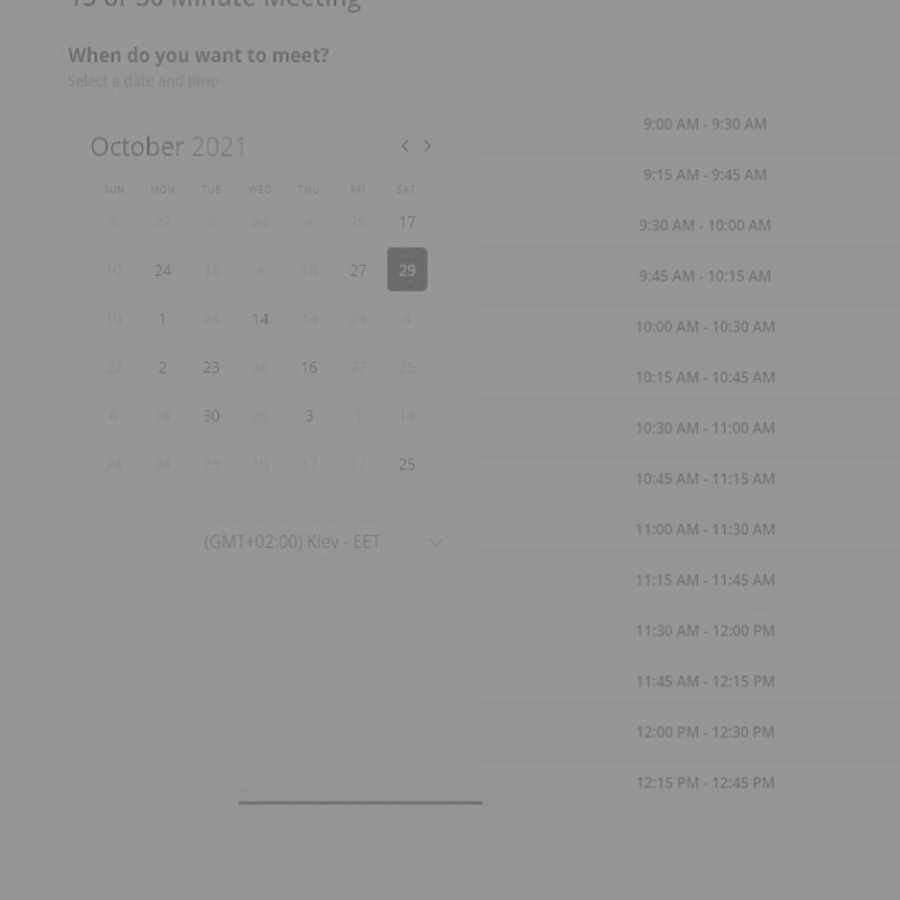 15 or 30 Minute Meeting
When do you want to meet?
Select a date and time
October 2021
SUN MON TUE WED THU FRI SAT
5 22 9 24 4 26 17
10 24 15 4 18 27 29
10 1 24 14 14 29 4
22 2 23 26 16 27 25
6 16 30 20 3 1 13
24 24 23 10 17 17 25
(GMT+02:00) Kiev - EET
9:00 AM - 9:30 AM
9:15 AM - 9:45 AM
9:30 AM - 10:00 AM
9:45 AM - 10:15 AM
10:00 AM - 10:30 AM
10:15 AM - 10:45 AM
10:30 AM - 11:00 AM
10:45 AM - 11:15 AM
11:00 AM - 11:30 AM
11:15 AM - 11:45 AM
11:30 AM - 12:00 PM
11:45 AM - 12:15 PM
12:00 PM - 12:30 PM
12:15 PM - 12:45 PM